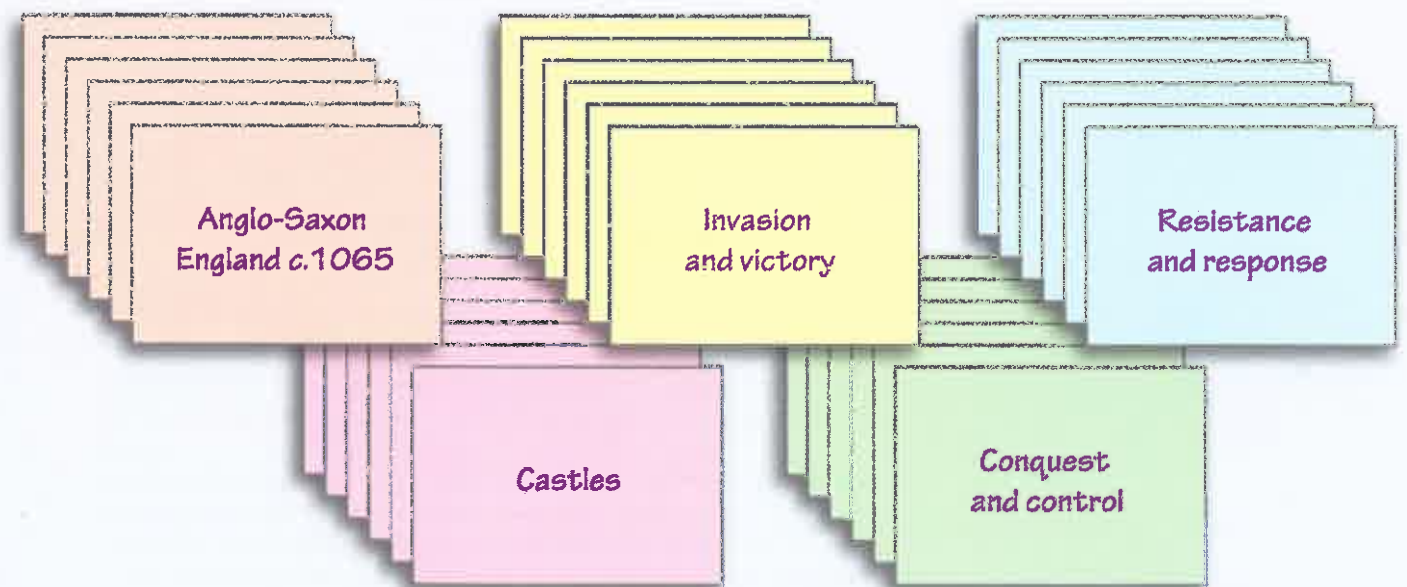 Anglo-Saxon
England c.1065
Invasion
and victory
Resistance
and response
Castles
Conquest
and control